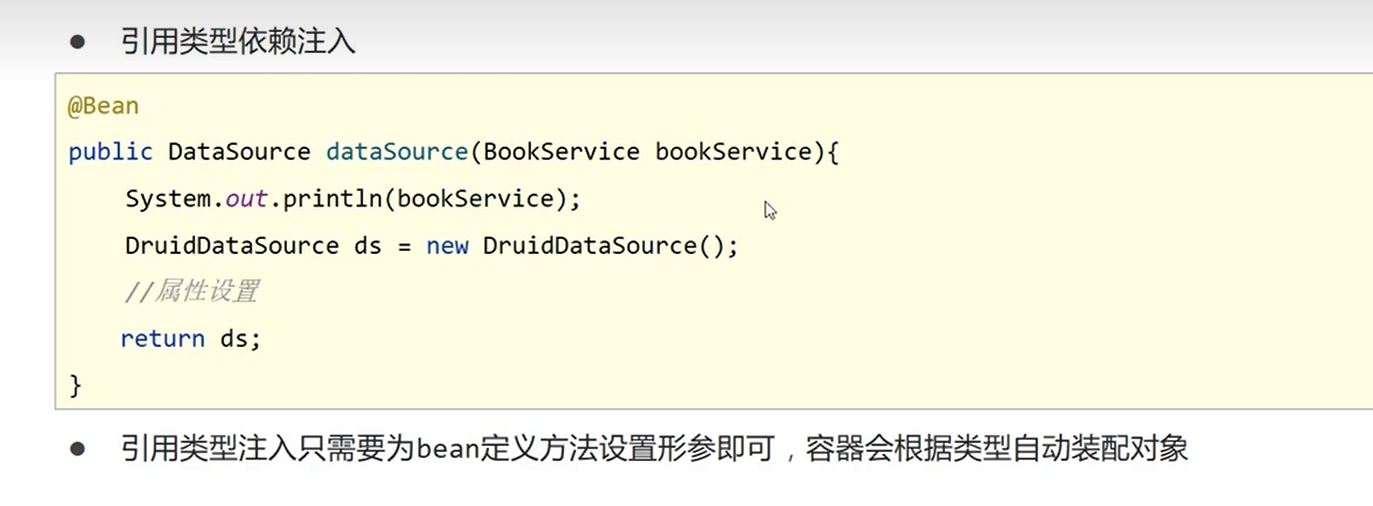 ● 引用类型依赖注入
@Bean
public DataSource dataSource(BookService bookService){
    System.out.println(bookService);
    DruidDataSource ds = new DruidDataSource();
    //属性设置
    return ds;
}
● 引用类型注入只需要为bean定义方法设置形参即可，容器会根据类型自动装配对象